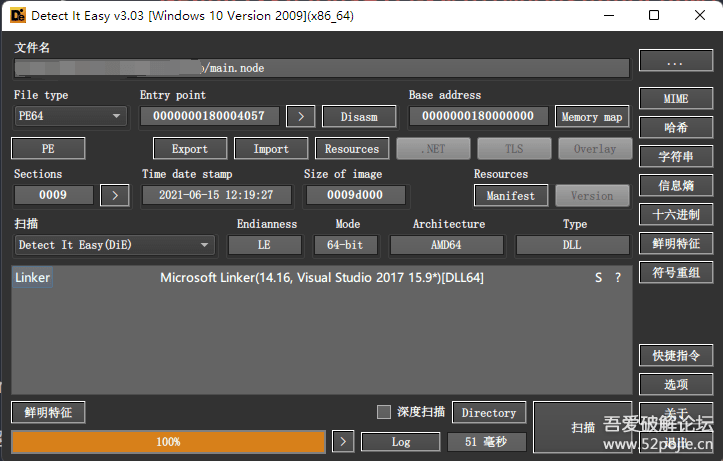 Detect It Easy v3.03 [Windows 10 Version 2009](x86_64)
文件名
/main.node
...
File type
Entry point
Base address
PE64
0000000180004057
>
Disasm
0000000180000000
Memory map
MIME
PE
Export
Import
Resources
.NET
TLS
Overlay
哈希
字符串
Sections
Time date stamp
Size of image
Resources
0009
>
2021-06-15 12:19:27
0009d000
Manifest
Version
信息熵
十六进制
扫描
Endianness
Mode
Architecture
Type
Detect It Easy(DiE)
LE
64-bit
AMD64
DLL
鲜明特征
符号重组
Linker
Microsoft Linker(14.16, Visual Studio 2017 15.9*)[DLL64]
S
?
快捷指令
选项
鲜明特征
深度扫描
Directory
扫描
关于
吾爱破解论坛
100%
>
Log
51 毫秒
www.52pojie.cn